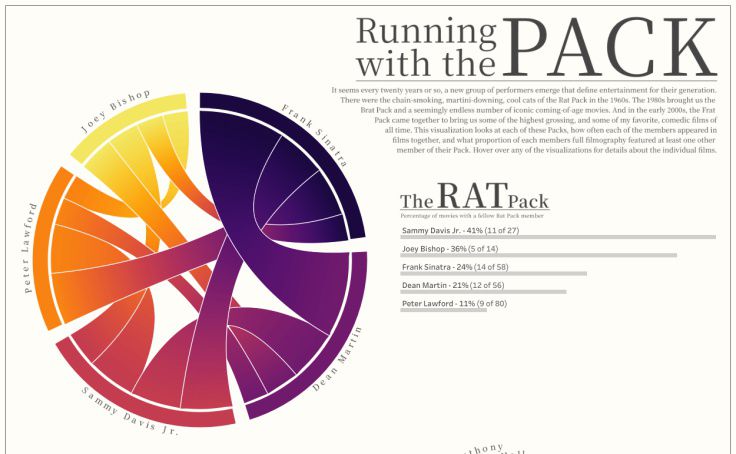 Running
with the PACK
It seems every twenty years or so, a new group of performers emerge that define entertainment for their generation.
There were the chain-smoking, martini-downing, cool cats of the Rat Pack in the 1960s. The 1980s brought us the
Brat Pack and a seemingly endless number of iconic coming-of-age movies. And in the early 2000s, the Frat
Pack came together to bring us some of the highest grossing, and some of my favorite, comedic films of
all time. This visualization looks at each of these Packs, how often each of the members appeared in
films together, and what proportion of each members full filmography featured at least one other
member of their Pack. Hover over any of the visualizations for details about the individual films.
Joey Bishop
Frank Sinatra
Peter Lawford
Dean Martin
Sammy Davis Jr.
The RAT Pack
Percentage of movies with a fellow Rat Pack member
Sammy Davis Jr. - 41% (11 of 27)
Joey Bishop - 36% (5 of 14)
Frank Sinatra - 24% (14 of 58)
Dean Martin - 21% (12 of 56)
Peter Lawford - 11% (9 of 80)